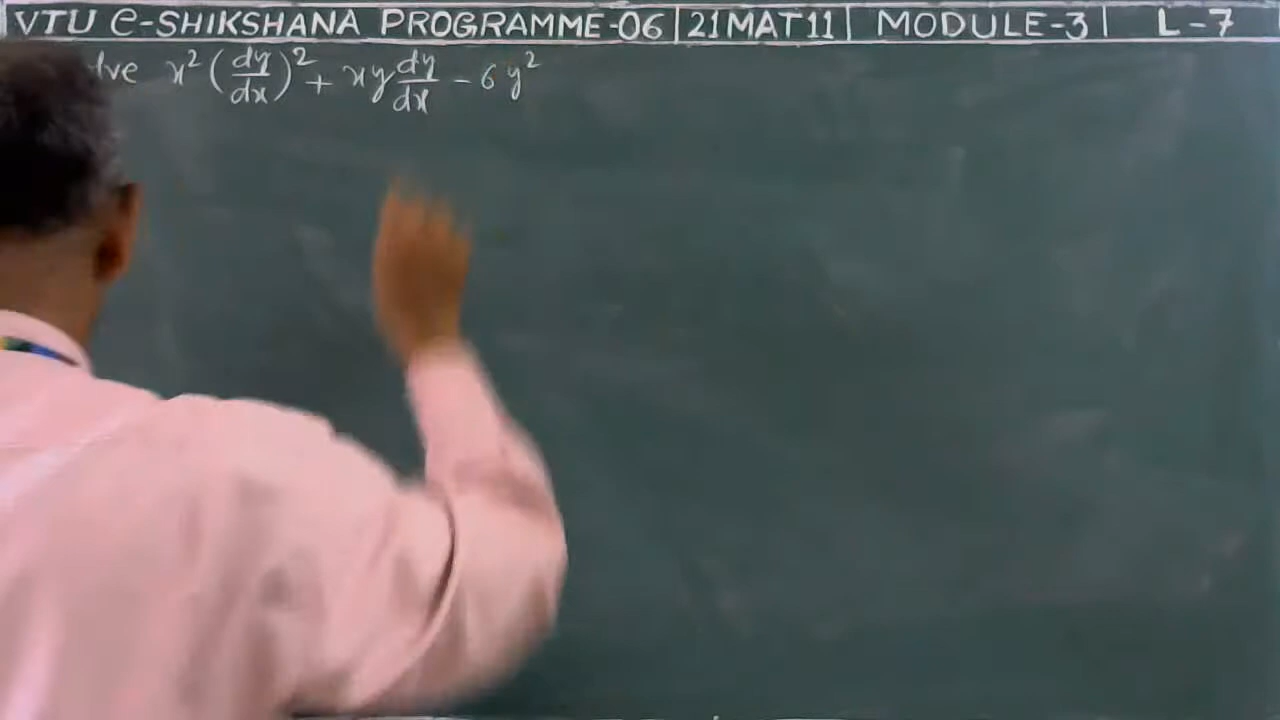 VTU e-SHIKSHANA PROGRAMME-06 | 21MAT11 | MODULE-3 | L-7
lve x²(dy/dx)² + xy dy/dx - 6y²